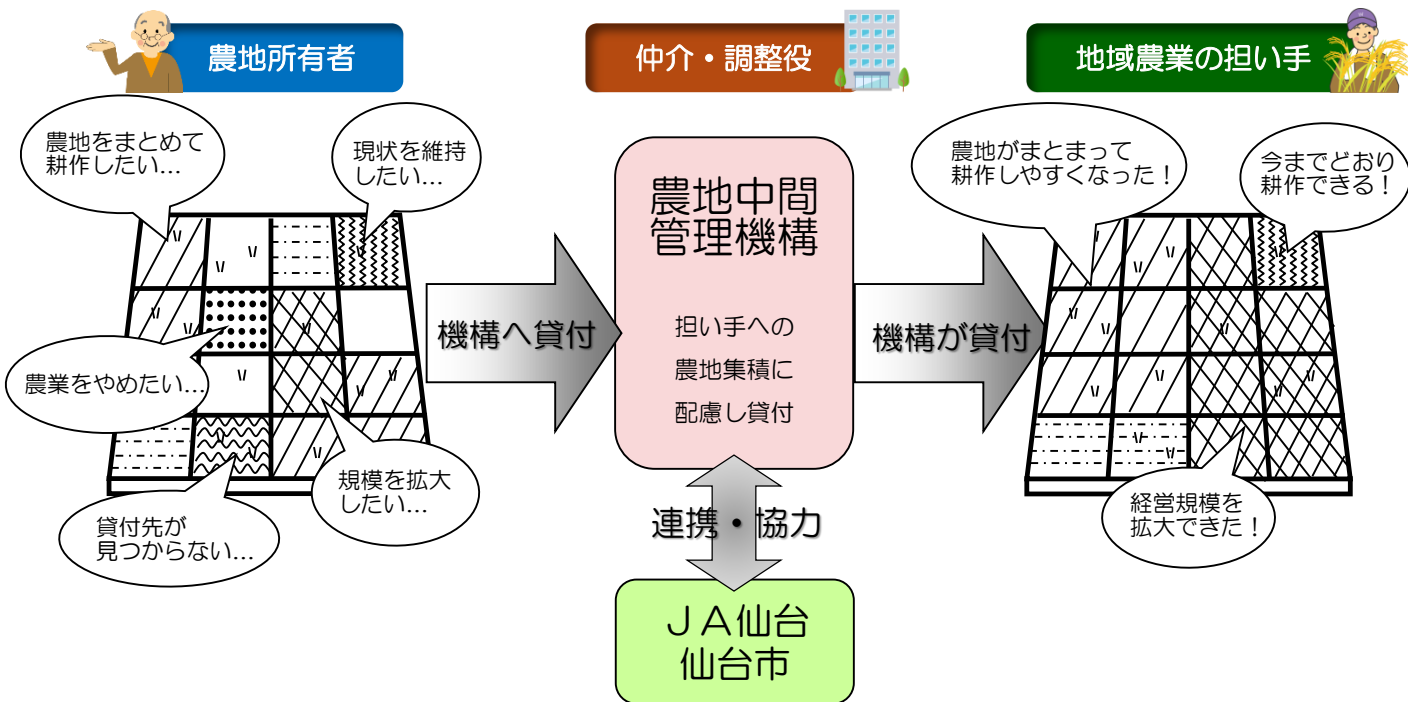 農地所有者
仲介・調整役
地域農業の担い手
農地をまとめて
耕作したい…
現状を維持
したい…
農業をやめたい…
規模を拡大
したい…
貸付先が
見つからない…
機構へ貸付
農地中間
管理機構
担い手への
農地集積に
配慮し貸付
連携・協力
ＪＡ仙台
仙台市
機構が貸付
農地がまとまって
耕作しやすくなった！
今までどおり
耕作できる！
経営規模を
拡大できた！